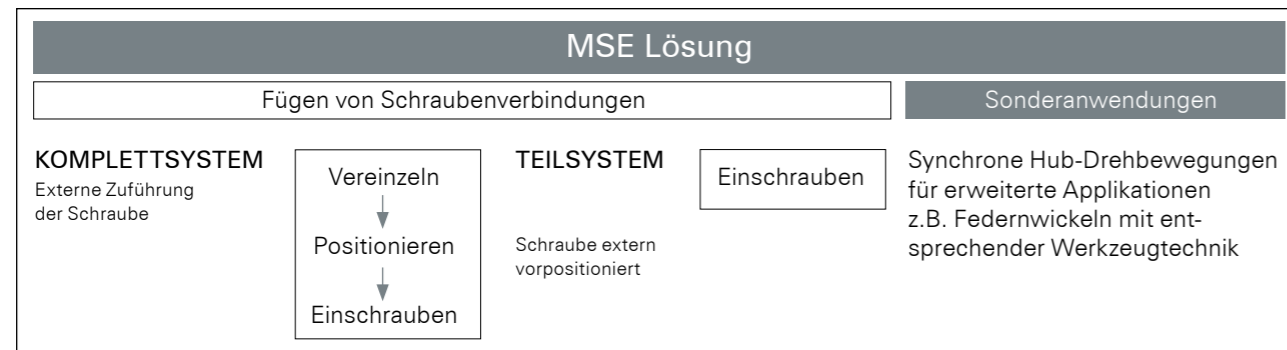 MSE Lösung
Fügen von Schraubenverbindungen
Sonderanwendungen
KOMPLETTSYSTEM
Externe Zuführung
der Schraube
Vereinzeln
Positionieren
Einschrauben
TEILSYSTEM
Schraube extern
vorpositioniert
Einschrauben
Synchrone Hub-Drehbewegungen
für erweiterte Applikationen
z.B. Federnwickeln mit ent-
sprechender Werkzeugtechnik